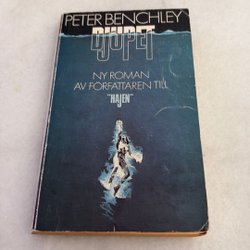 PETER BENCHLEY
DJUPET
NY ROMAN
AV FÖRFATTAREN TILL
"HAJEN"